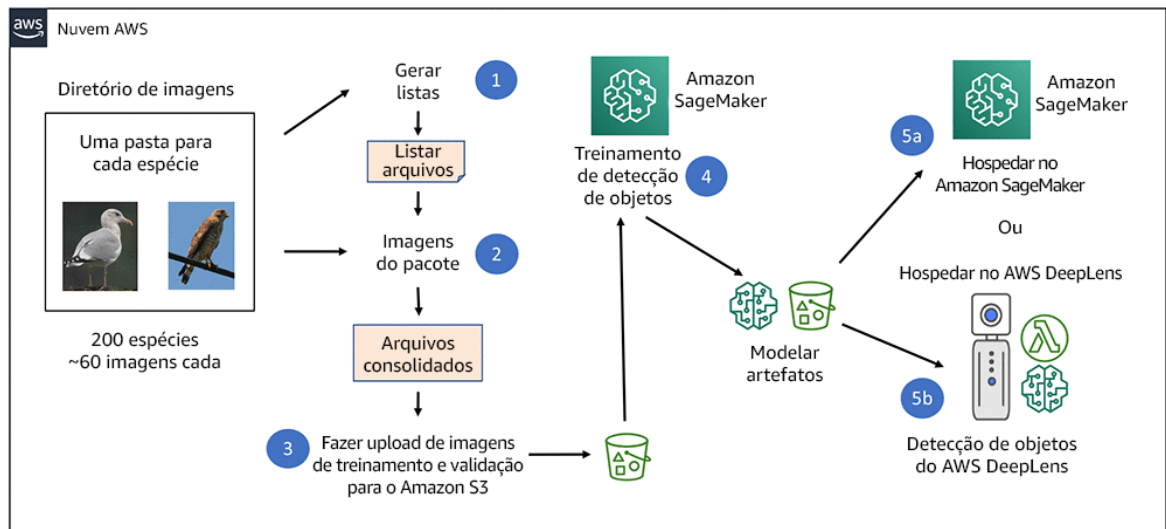 aws
Nuvem AWS
Diretório de imagens
Uma pasta para
cada espécie
200 espécies
~60 imagens cada
Gerar
listas
1
Listar
arquivos
Imagens
do pacote
2
Arquivos
consolidados
3
Fazer upload de imagens
de treinamento e validação
para o Amazon S3
Amazon
SageMaker
Treinamento
de detecção
de objetos
4
Modelar
artefatos
Amazon
SageMaker
5a
Hospedar no
Amazon SageMaker
Ou
Hospedar no AWS DeepLens
5b
Detecção de objetos
do AWS DeepLens